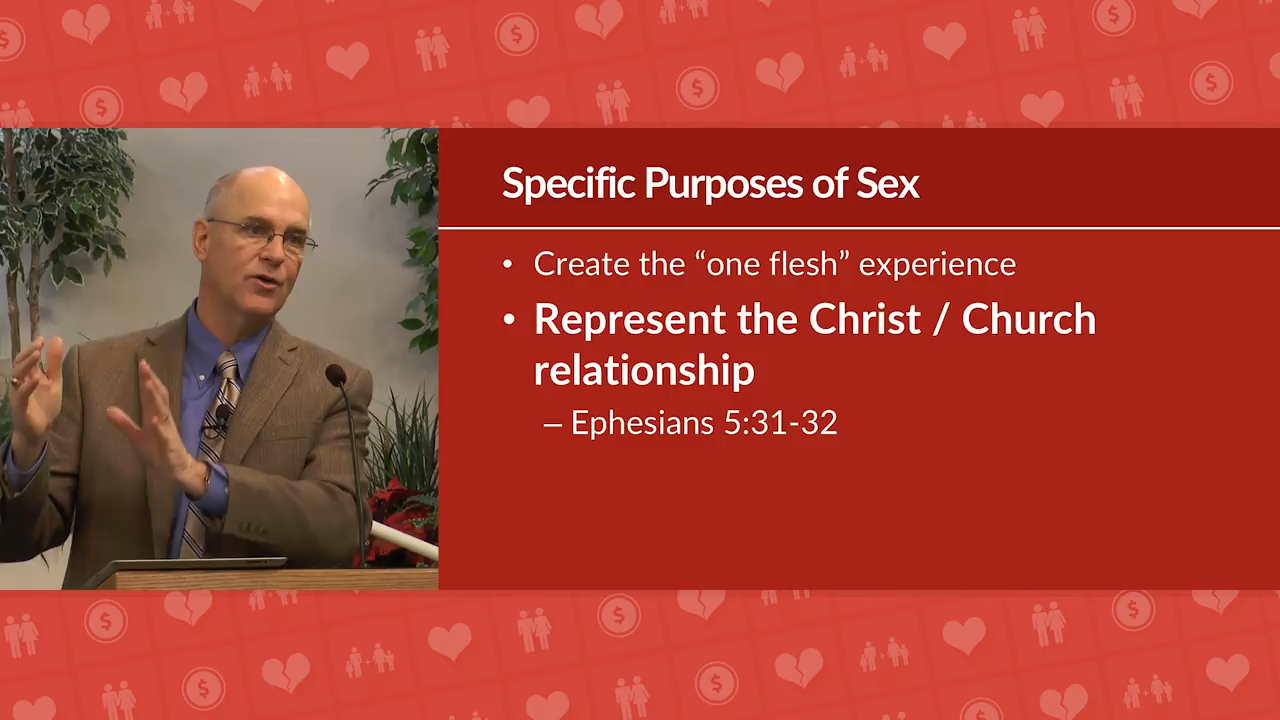 Specific Purposes of Sex
• Create the “one flesh” experience
• Represent the Christ / Church
relationship
– Ephesians 5:31-32